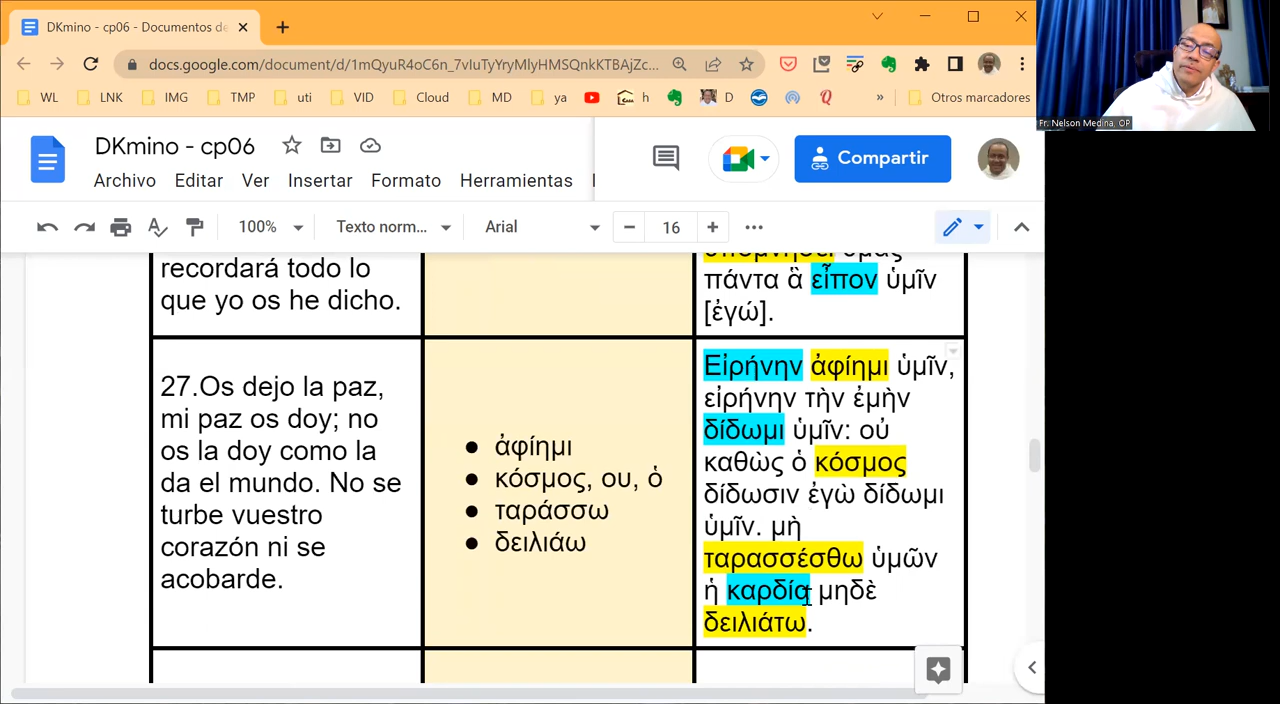 DKmino - cp06 - Documentos de
docs.google.com/document/d/1mQyuR4oC6n_7vIuTyYrvMlyHMSQnkKTBAjZc...
WL LNK IMG TMP uti VID Cloud MD ya h D » Otros marcadores
Fr. Nelson Medina, OP
DKmino - cp06
Archivo Editar Ver Insertar Formato Herramientas
Compartir
100% Texto norm... Arial 16
recordará todo lo
que yo os he dicho.
ὑπομνήσει ὑμᾶς
πάντα ἃ εἶπον ὑμῖν
[ἐγώ].
27.Os dejo la paz,
mi paz os doy; no
os la doy como la
da el mundo. No se
turbe vuestro
corazón ni se
acobarde.
ἀφίημι
κόσμος, ου, ὁ
ταράσσω
δειλιάω
Εἰρήνην ἀφίημι ὑμῖν,
εἰρήνην τὴν ἐμὴν
δίδωμι ὑμῖν: οὐ
καθὼς ὁ κόσμος
δίδωσιν ἐγὼ δίδωμι
ὑμῖν. μὴ
ταρασσέσθω ὑμῶν
ἡ καρδία μηδὲ
δειλιάτω.